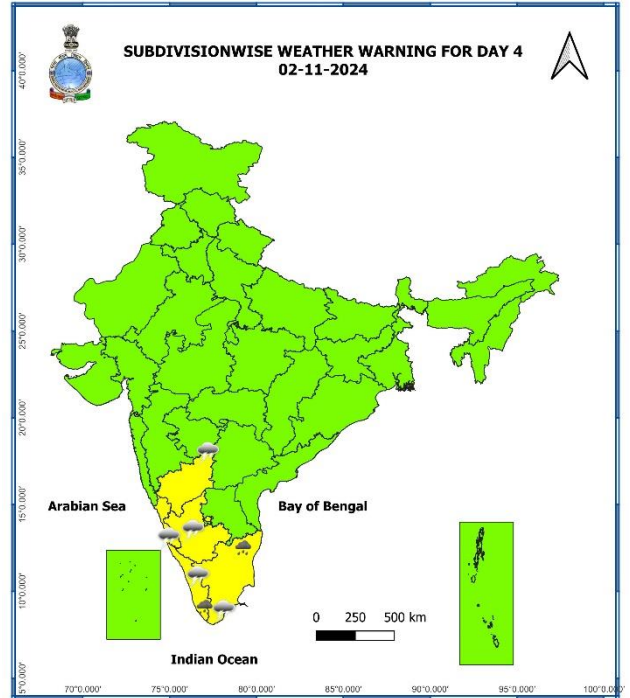 SUBDIVISIONWISE WEATHER WARNING FOR DAY 4
02-11-2024
40°0.000'
35°0.000'
30°0.000'
25°0.000'
20°0.000'
15°0.000'
10°0.000'
5°0.000'
Arabian Sea
Bay of Bengal
0 250 500 km
Indian Ocean
70°0.000' 75°0.000' 80°0.000' 85°0.000' 90°0.000' 95°0.000' 100°0.000'